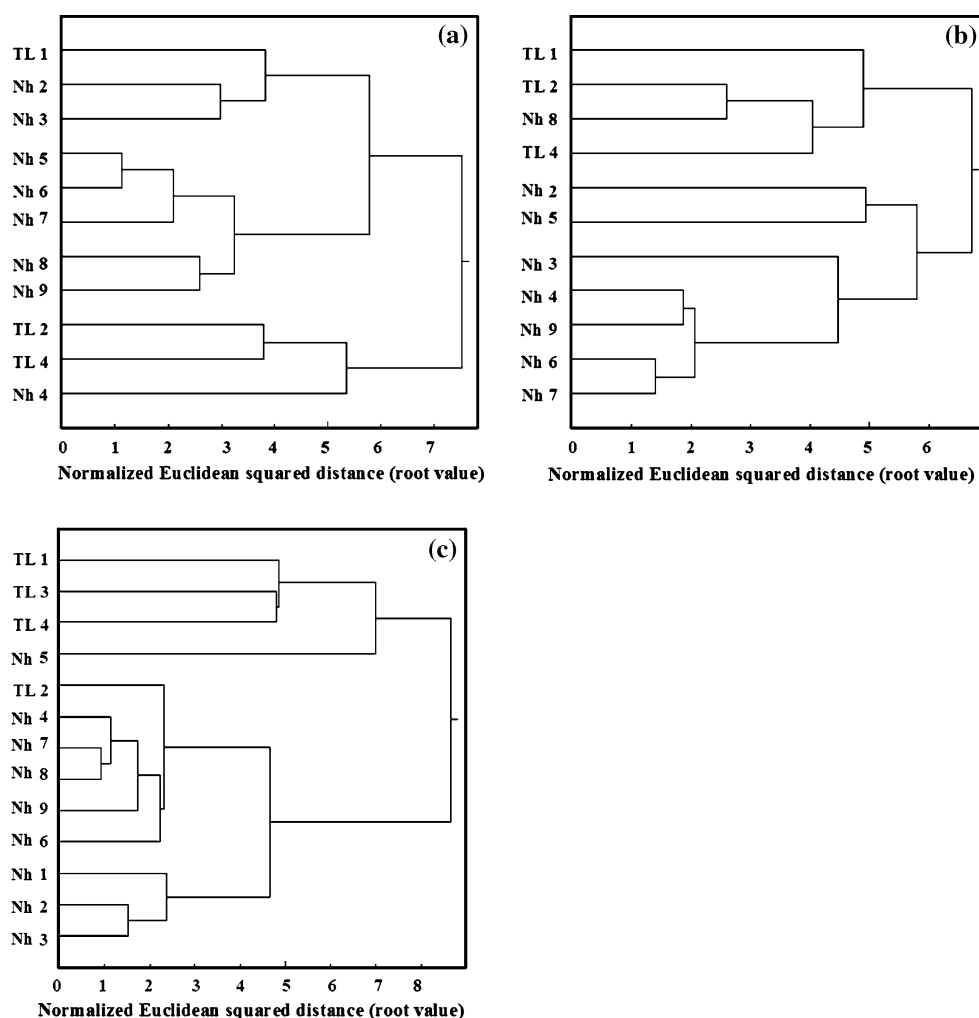 (a)
TL 1
Nh 2
Nh 3
Nh 5
Nh 6
Nh 7
Nh 8
Nh 9
TL 2
TL 4
Nh 4
0 1 2 3 4 5 6 7
Normalized Euclidean squared distance (root value)
(b)
TL 1
TL 2
Nh 8
TL 4
Nh 2
Nh 5
Nh 3
Nh 4
Nh 9
Nh 6
Nh 7
0 1 2 3 4 5 6
Normalized Euclidean squared distance (root value)
(c)
TL 1
TL 3
TL 4
Nh 5
TL 2
Nh 4
Nh 7
Nh 8
Nh 9
Nh 6
Nh 1
Nh 2
Nh 3
0 1 2 3 4 5 6 7 8
Normalized Euclidean squared distance (root value)